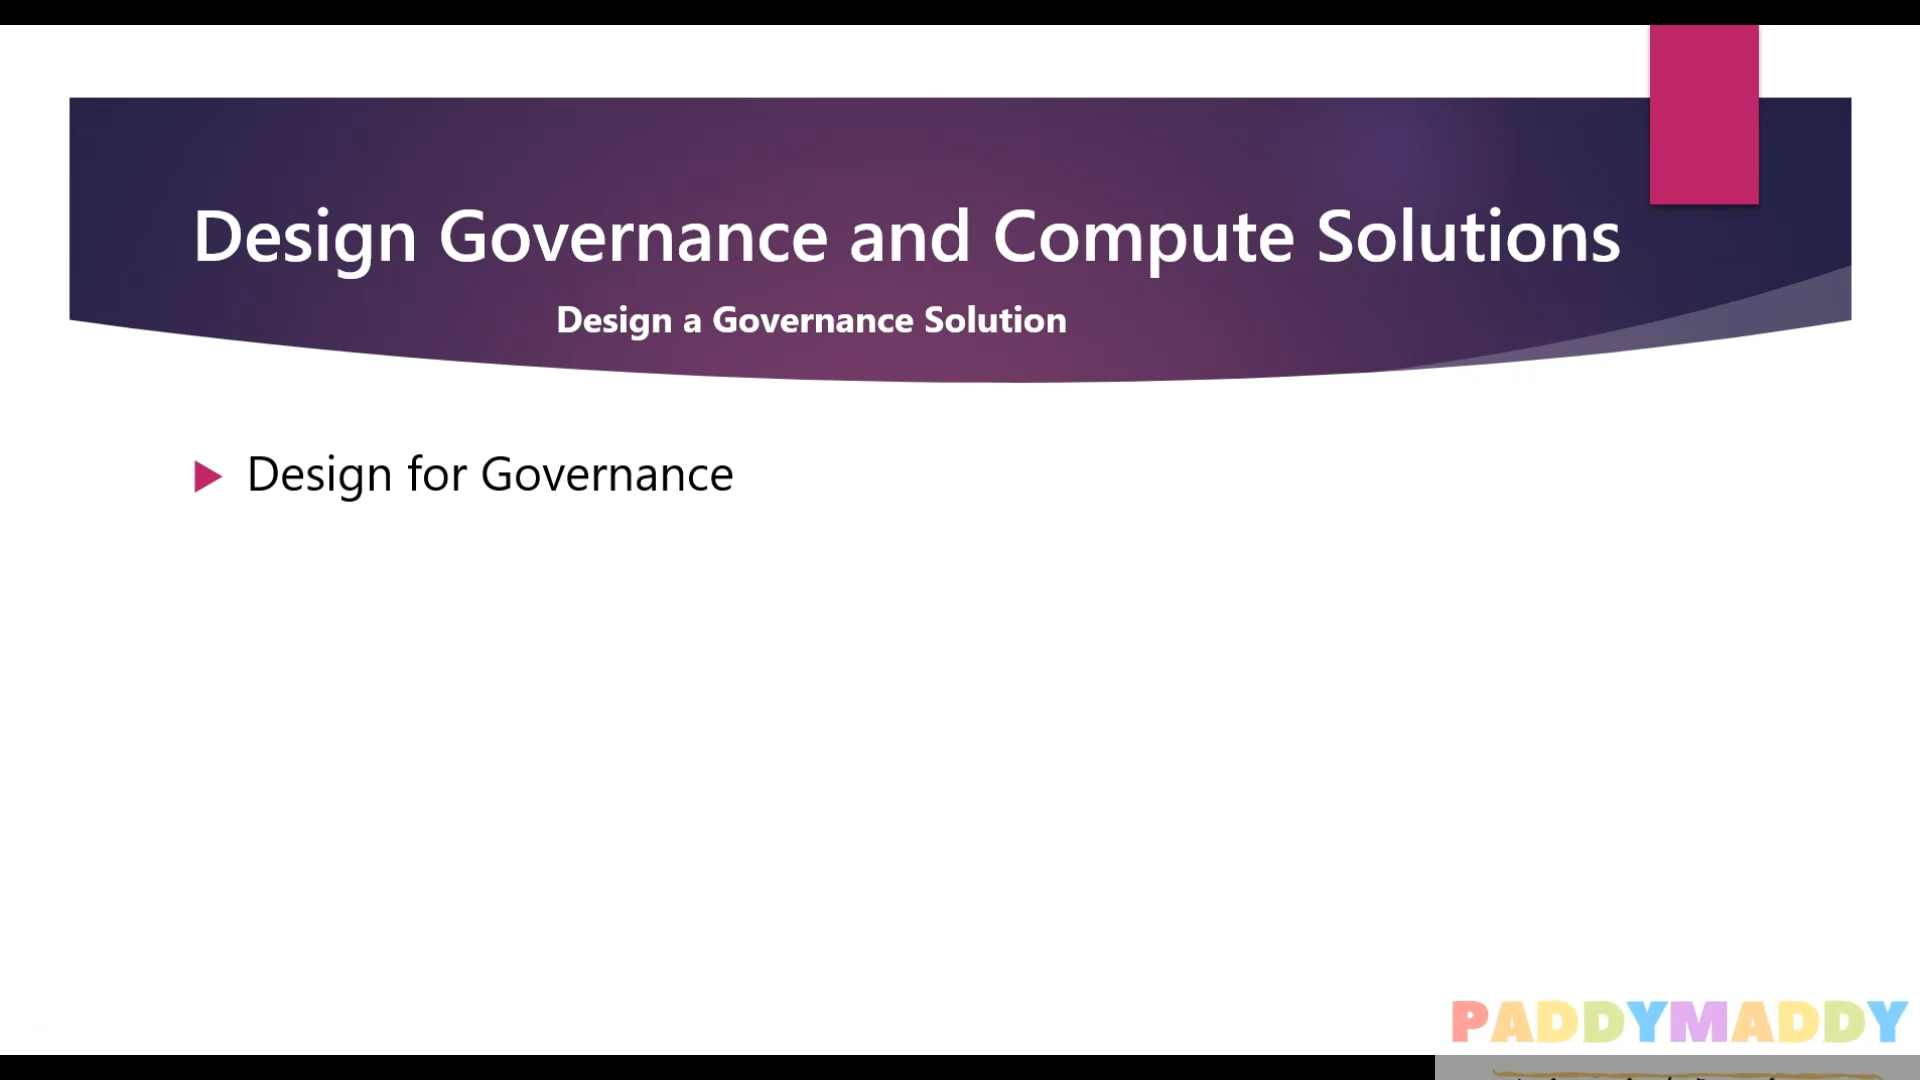 Design Governance and Compute Solutions
Design a Governance Solution
Design for Governance
PADDYMADDY